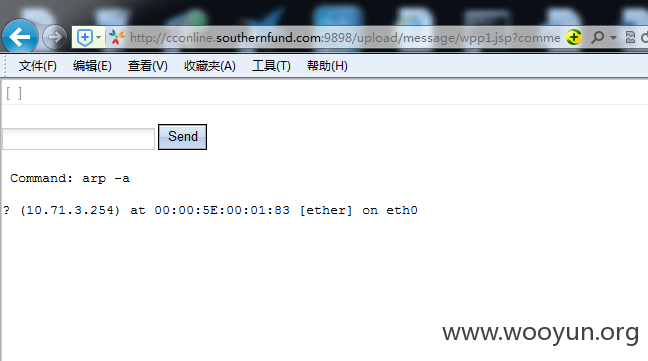 http://cconline.southernfund.com:9898/upload/message/wpp1.jsp?comme
文件(F) 编辑(E) 查看(V) 收藏夹(A) 工具(T) 帮助(H)
[ ]
Send
Command: arp -a
? (10.71.3.254) at 00:00:5E:00:01:83 [ether] on eth0
www.wooyun.org